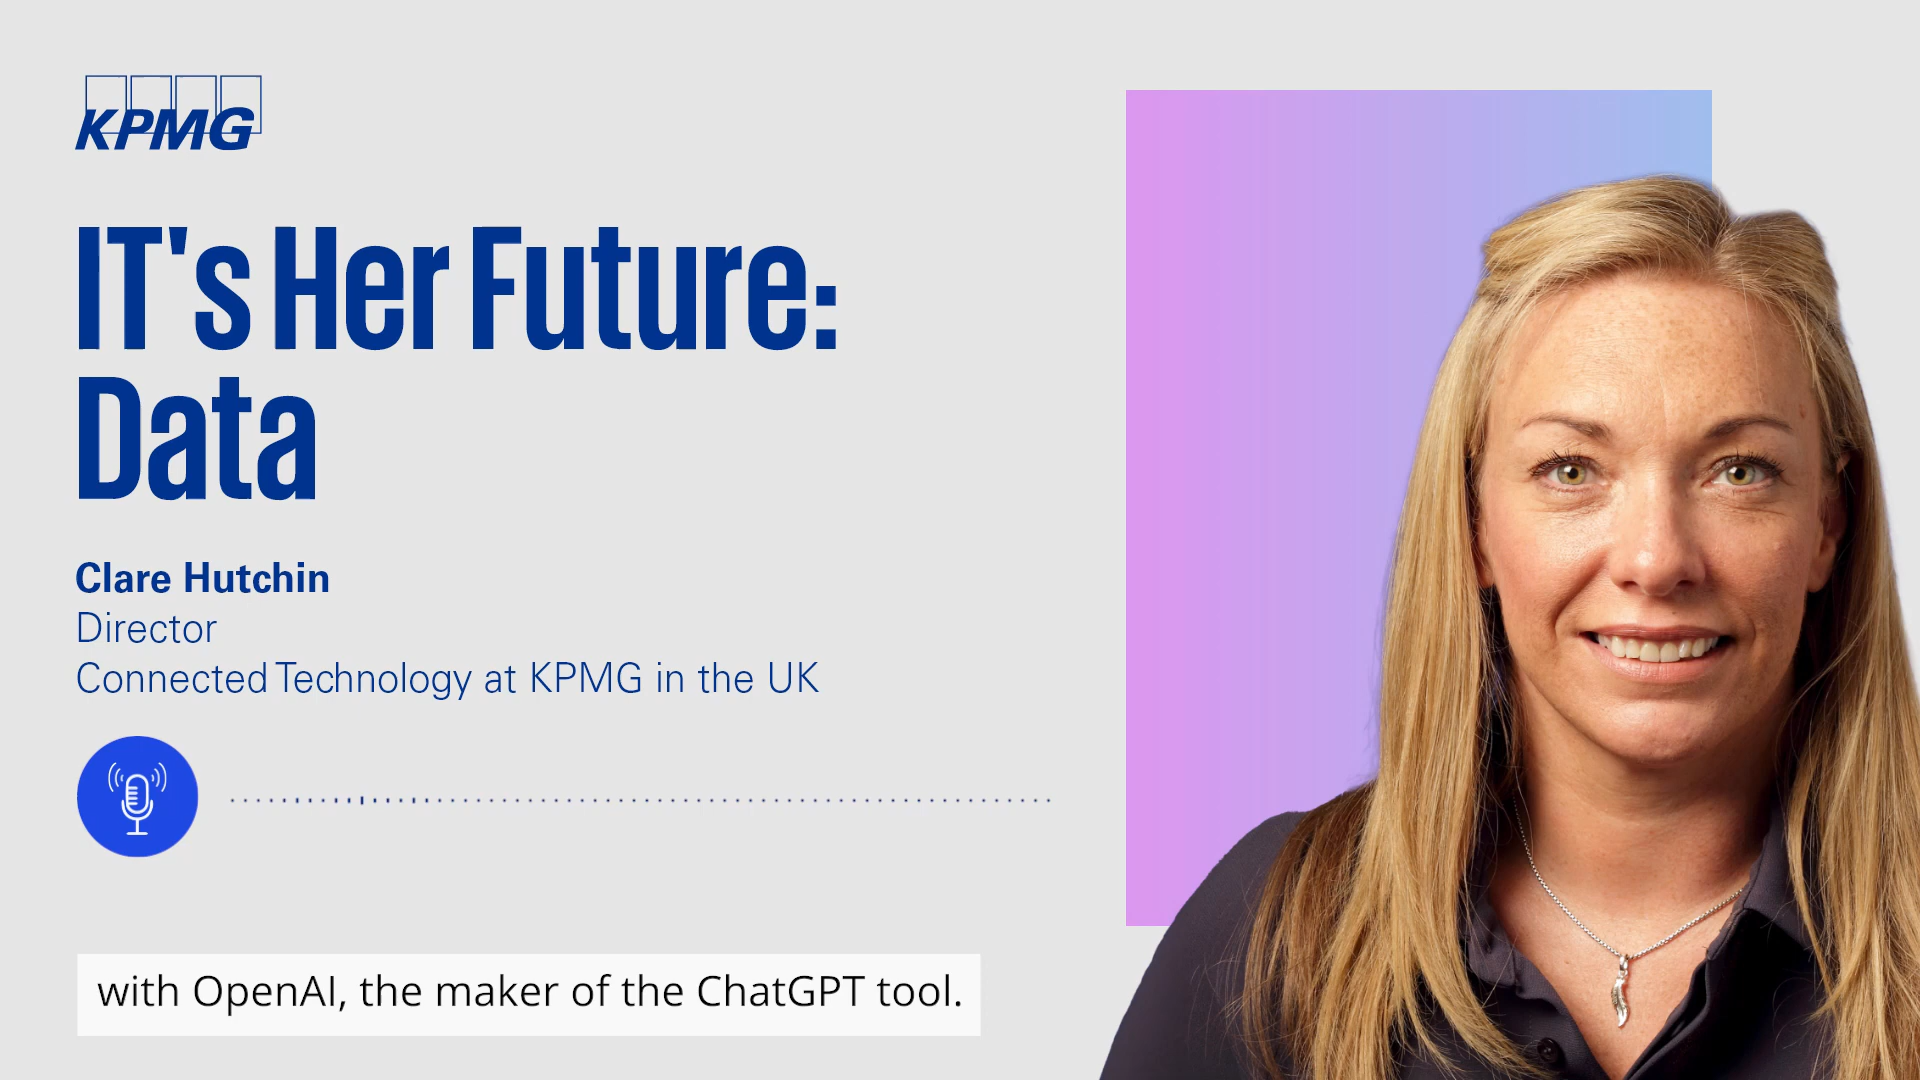 KPMG
IT's Her Future:
Data
Clare Hutchin
Director
Connected Technology at KPMG in the UK
with OpenAI, the maker of the ChatGPT tool.